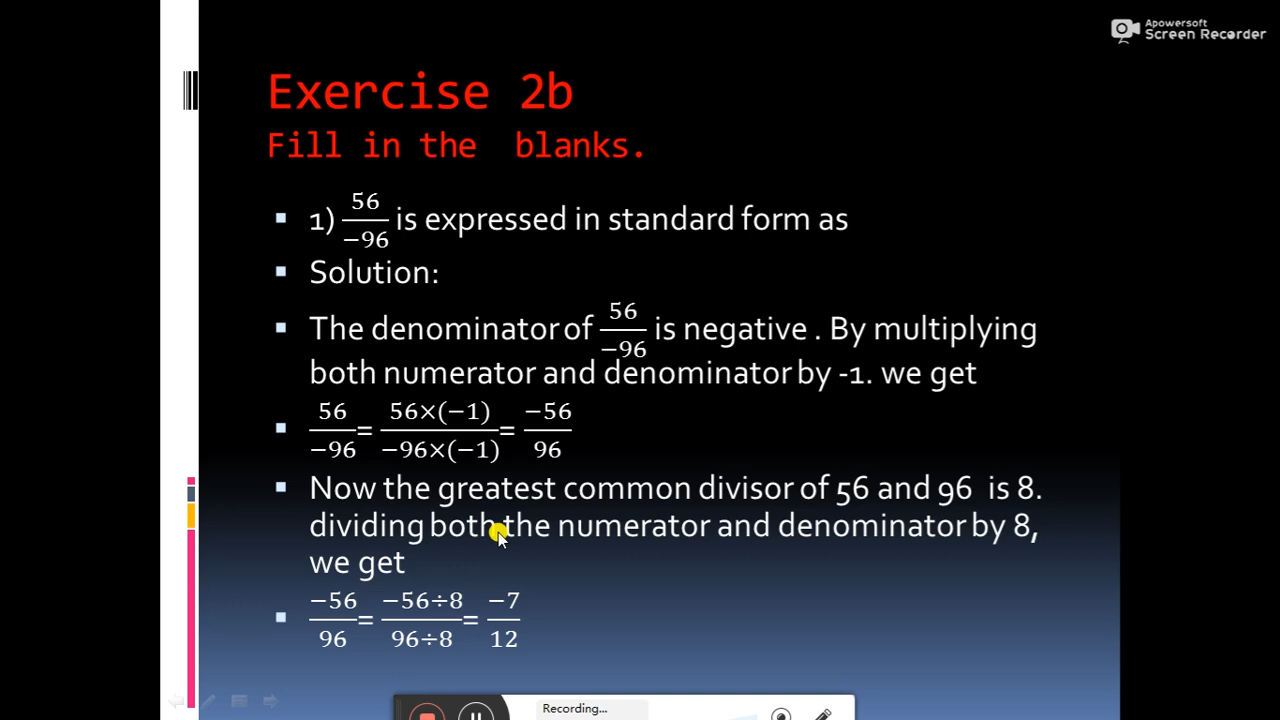 Apowersoft
Screen Recorder
Exercise 2b
Fill in the blanks.
1) 56/−96 is expressed in standard form as
Solution:
The denominator of 56/−96 is negative . By multiplying
both numerator and denominator by -1. we get
56/−96 = 56×(−1)/−96×(−1) = −56/96
Now the greatest common divisor of 56 and 96 is 8.
dividing both the numerator and denominator by 8,
we get
−56/96 = −56÷8/96÷8 = −7/12
Recording...